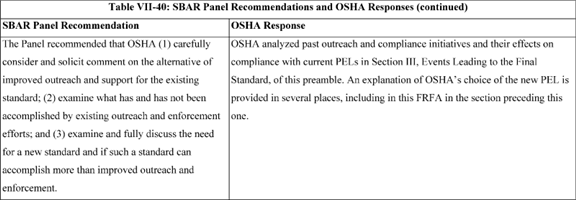 Table VII-40: SBAR Panel Recommendations and OSHA Responses (continued)
SBAR Panel Recommendation
The Panel recommended that OSHA (1) carefully
consider and solicit comment on the alternative of
improved outreach and support for the existing
standard; (2) examine what has and has not been
accomplished by existing outreach and enforcement
efforts; and (3) examine and fully discuss the need
for a new standard and if such a standard can
accomplish more than improved outreach and
enforcement.
OSHA Response
OSHA analyzed past outreach and compliance initiatives and their effects on
compliance with current PELs in Section III, Events Leading to the Final
Standard, of this preamble. An explanation of OSHA's choice of the new PEL is
provided in several places, including in this FRFA in the section preceding this
one.